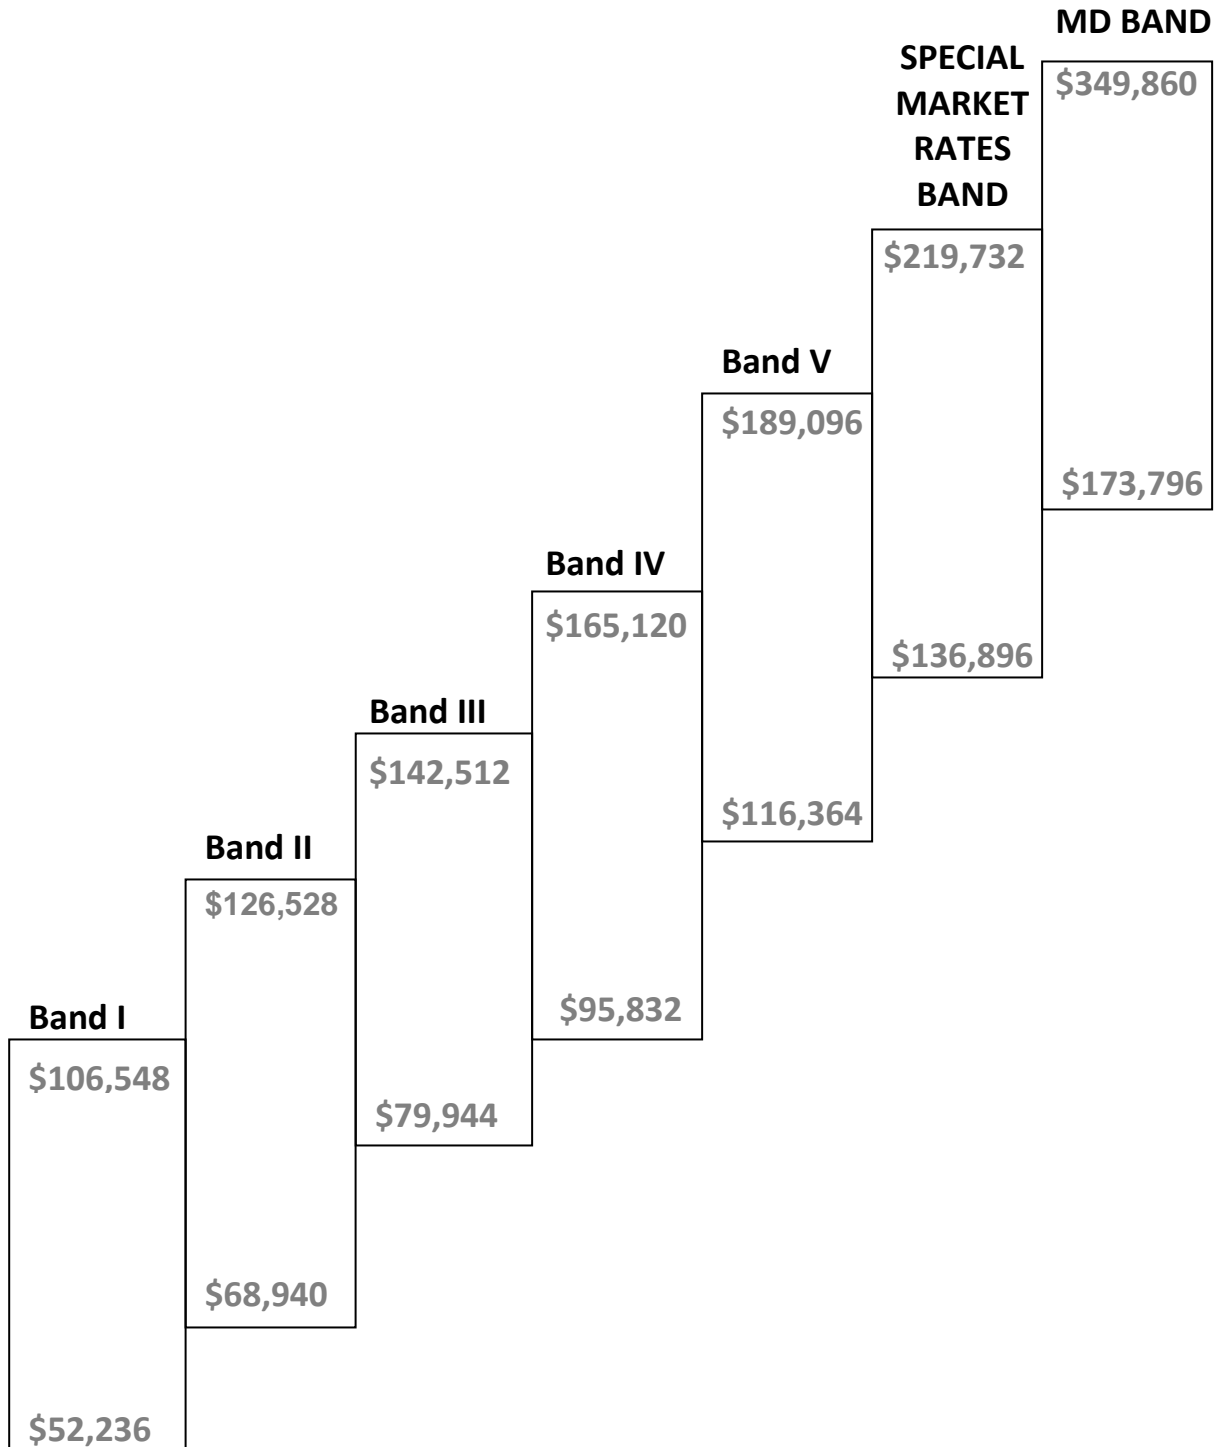 MD BAND
$349,860
$173,796
SPECIAL
MARKET
RATES
BAND
$219,732
$136,896
Band V
$189,096
$116,364
Band IV
$165,120
$95,832
Band III
$142,512
$79,944
Band II
$126,528
$68,940
Band I
$106,548
$52,236